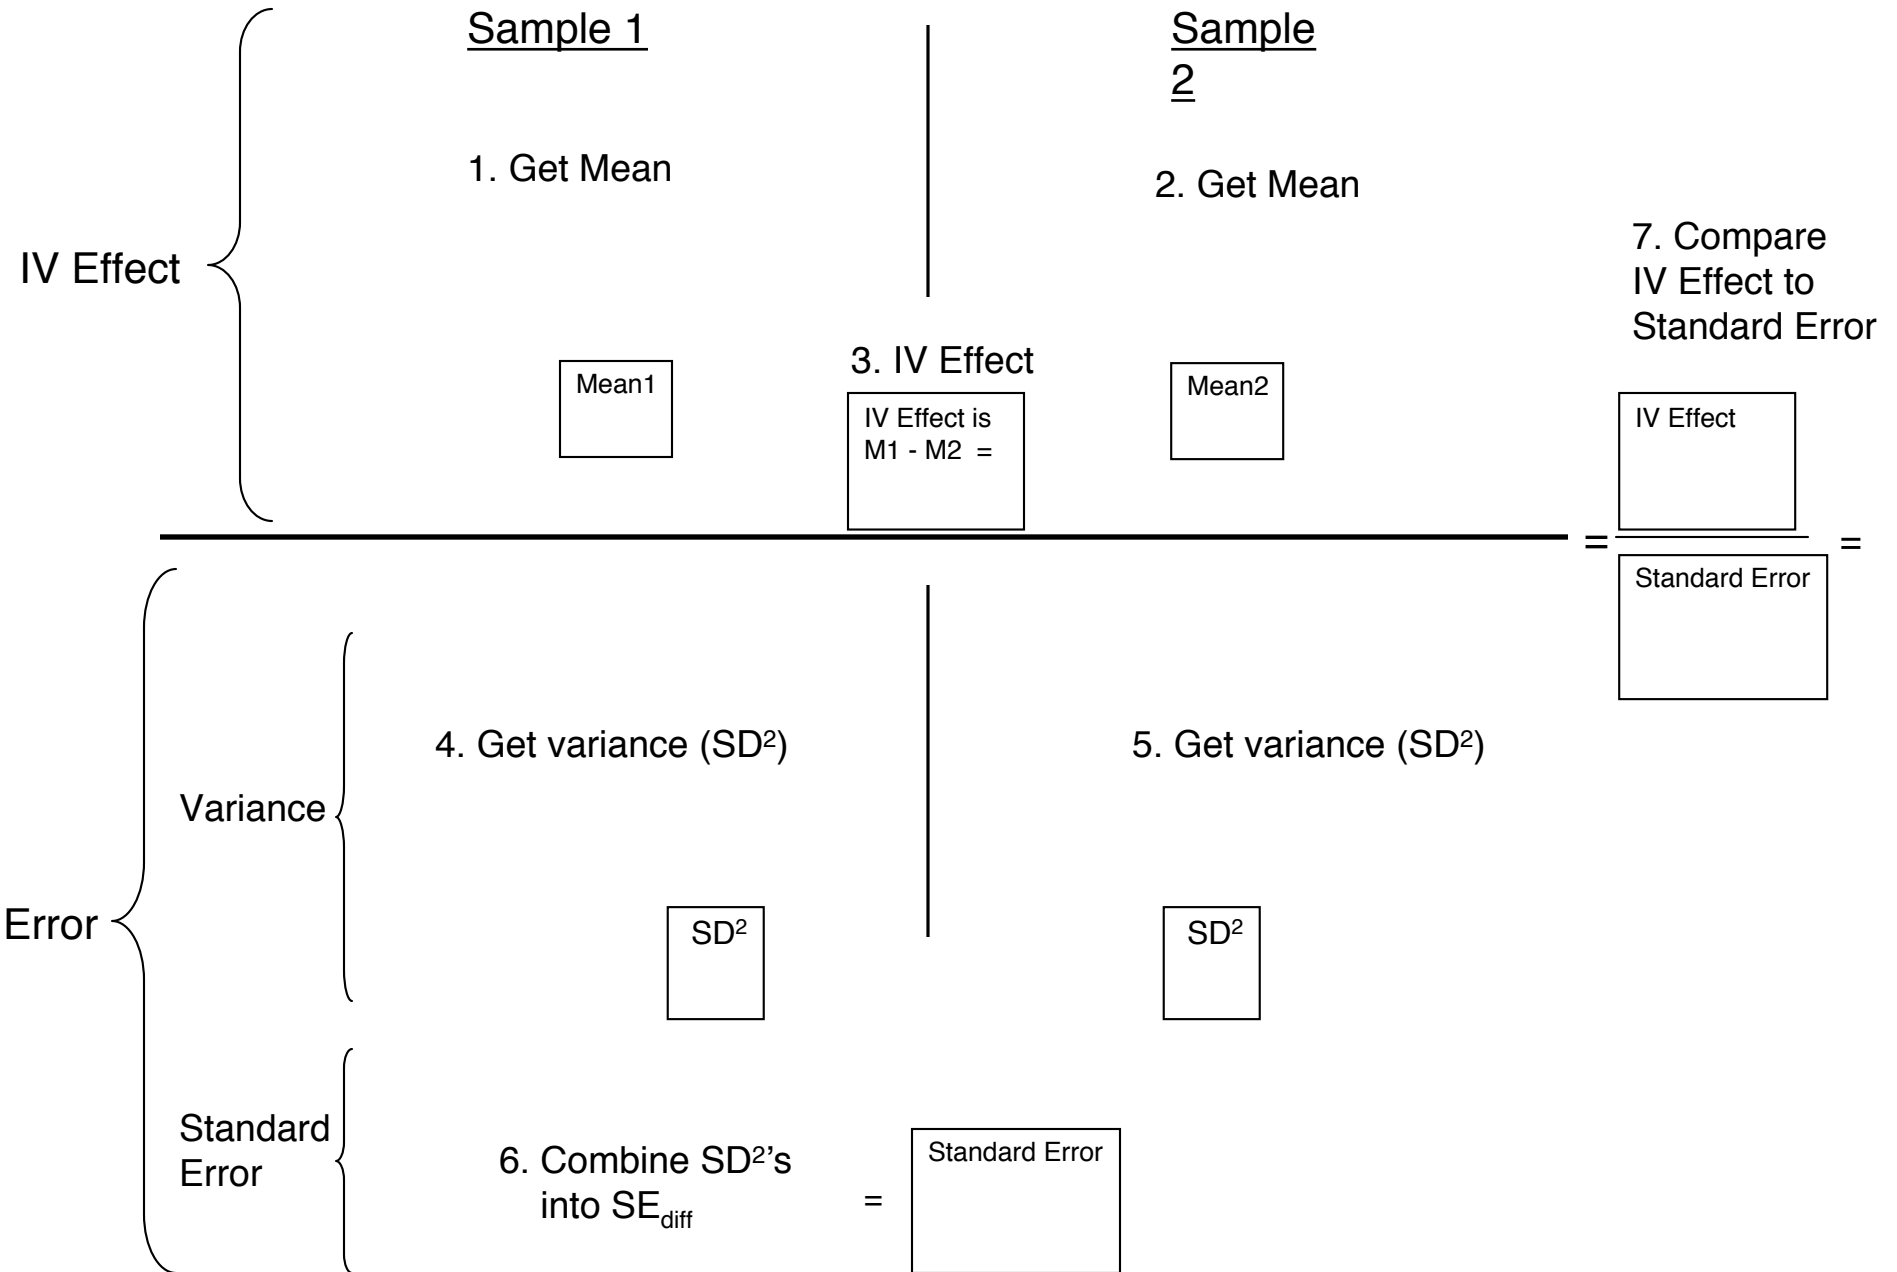 Sample 1
Sample
2
1. Get Mean
2. Get Mean
IV Effect
7. Compare
IV Effect to
Standard Error
3. IV Effect
Mean1
IV Effect is
M1 - M2 =
Mean2
IV Effect
=
=
Standard Error
4. Get variance (SD²)
5. Get variance (SD²)
Variance
Error
SD²
SD²
Standard
Error
6. Combine SD²’s
into SE_diff
=
Standard Error